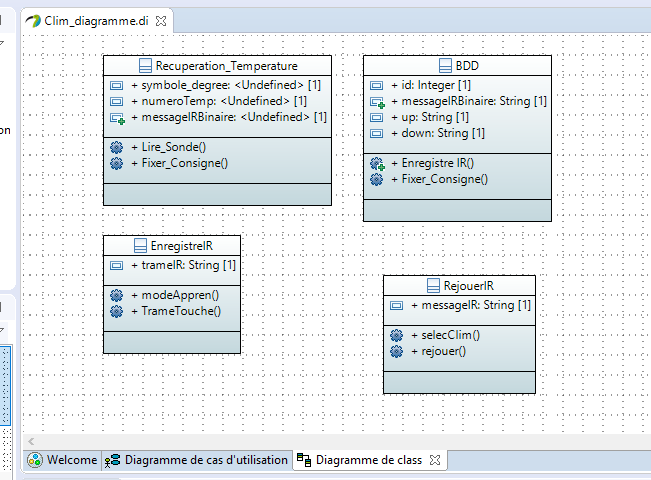 Clim_diagramme.di
Recuperation_Temperature
+ symbole_degree: <Undefined> [1]
+ numeroTemp: <Undefined> [1]
+ messageIRBinaire: <Undefined> [1]
+ Lire_Sonde()
+ Fixer_Consigne()
BDD
+ id: Integer [1]
+ messageIRBinaire: String [1]
+ up: String [1]
+ down: String [1]
+ Enregistre IR()
+ Fixer_Consigne()
on
EnregistreIR
+ trameIR: String [1]
+ modeAppren()
+ TrameTouche()
RejouerIR
+ messageIR: String [1]
+ selecClim()
+ rejouer()
Welcome Diagramme de cas d'utilisation Diagramme de class